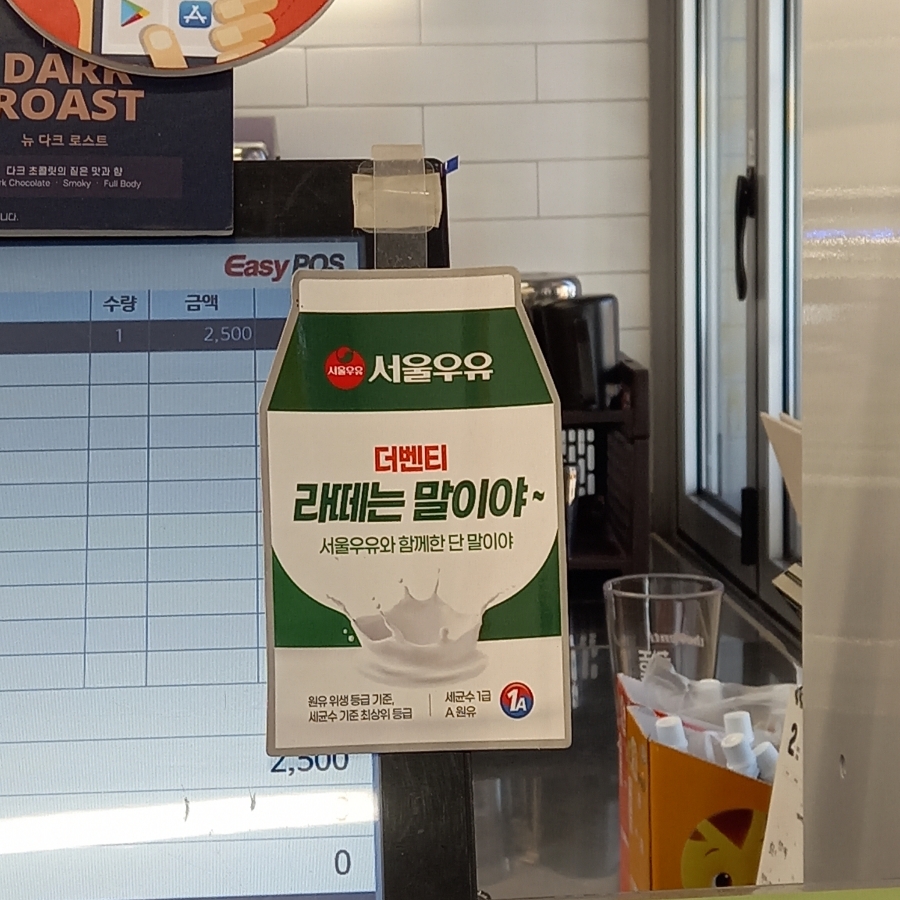 DARK
ROAST
뉴 다크 로스트
다크 초콜릿의 짙은 맛과 향
Dark Chocolate · Smoky · Full Body
Easy POS
수량 금액
1 2,500
서울우유 서울우유
더벤티
라떼는 말이야~
서울우유와 함께한 단 말이야
원유 위생 등급 기준,
세균수 기준 최상위 등급
세균수 1급
A 원유
1A
2,500
0